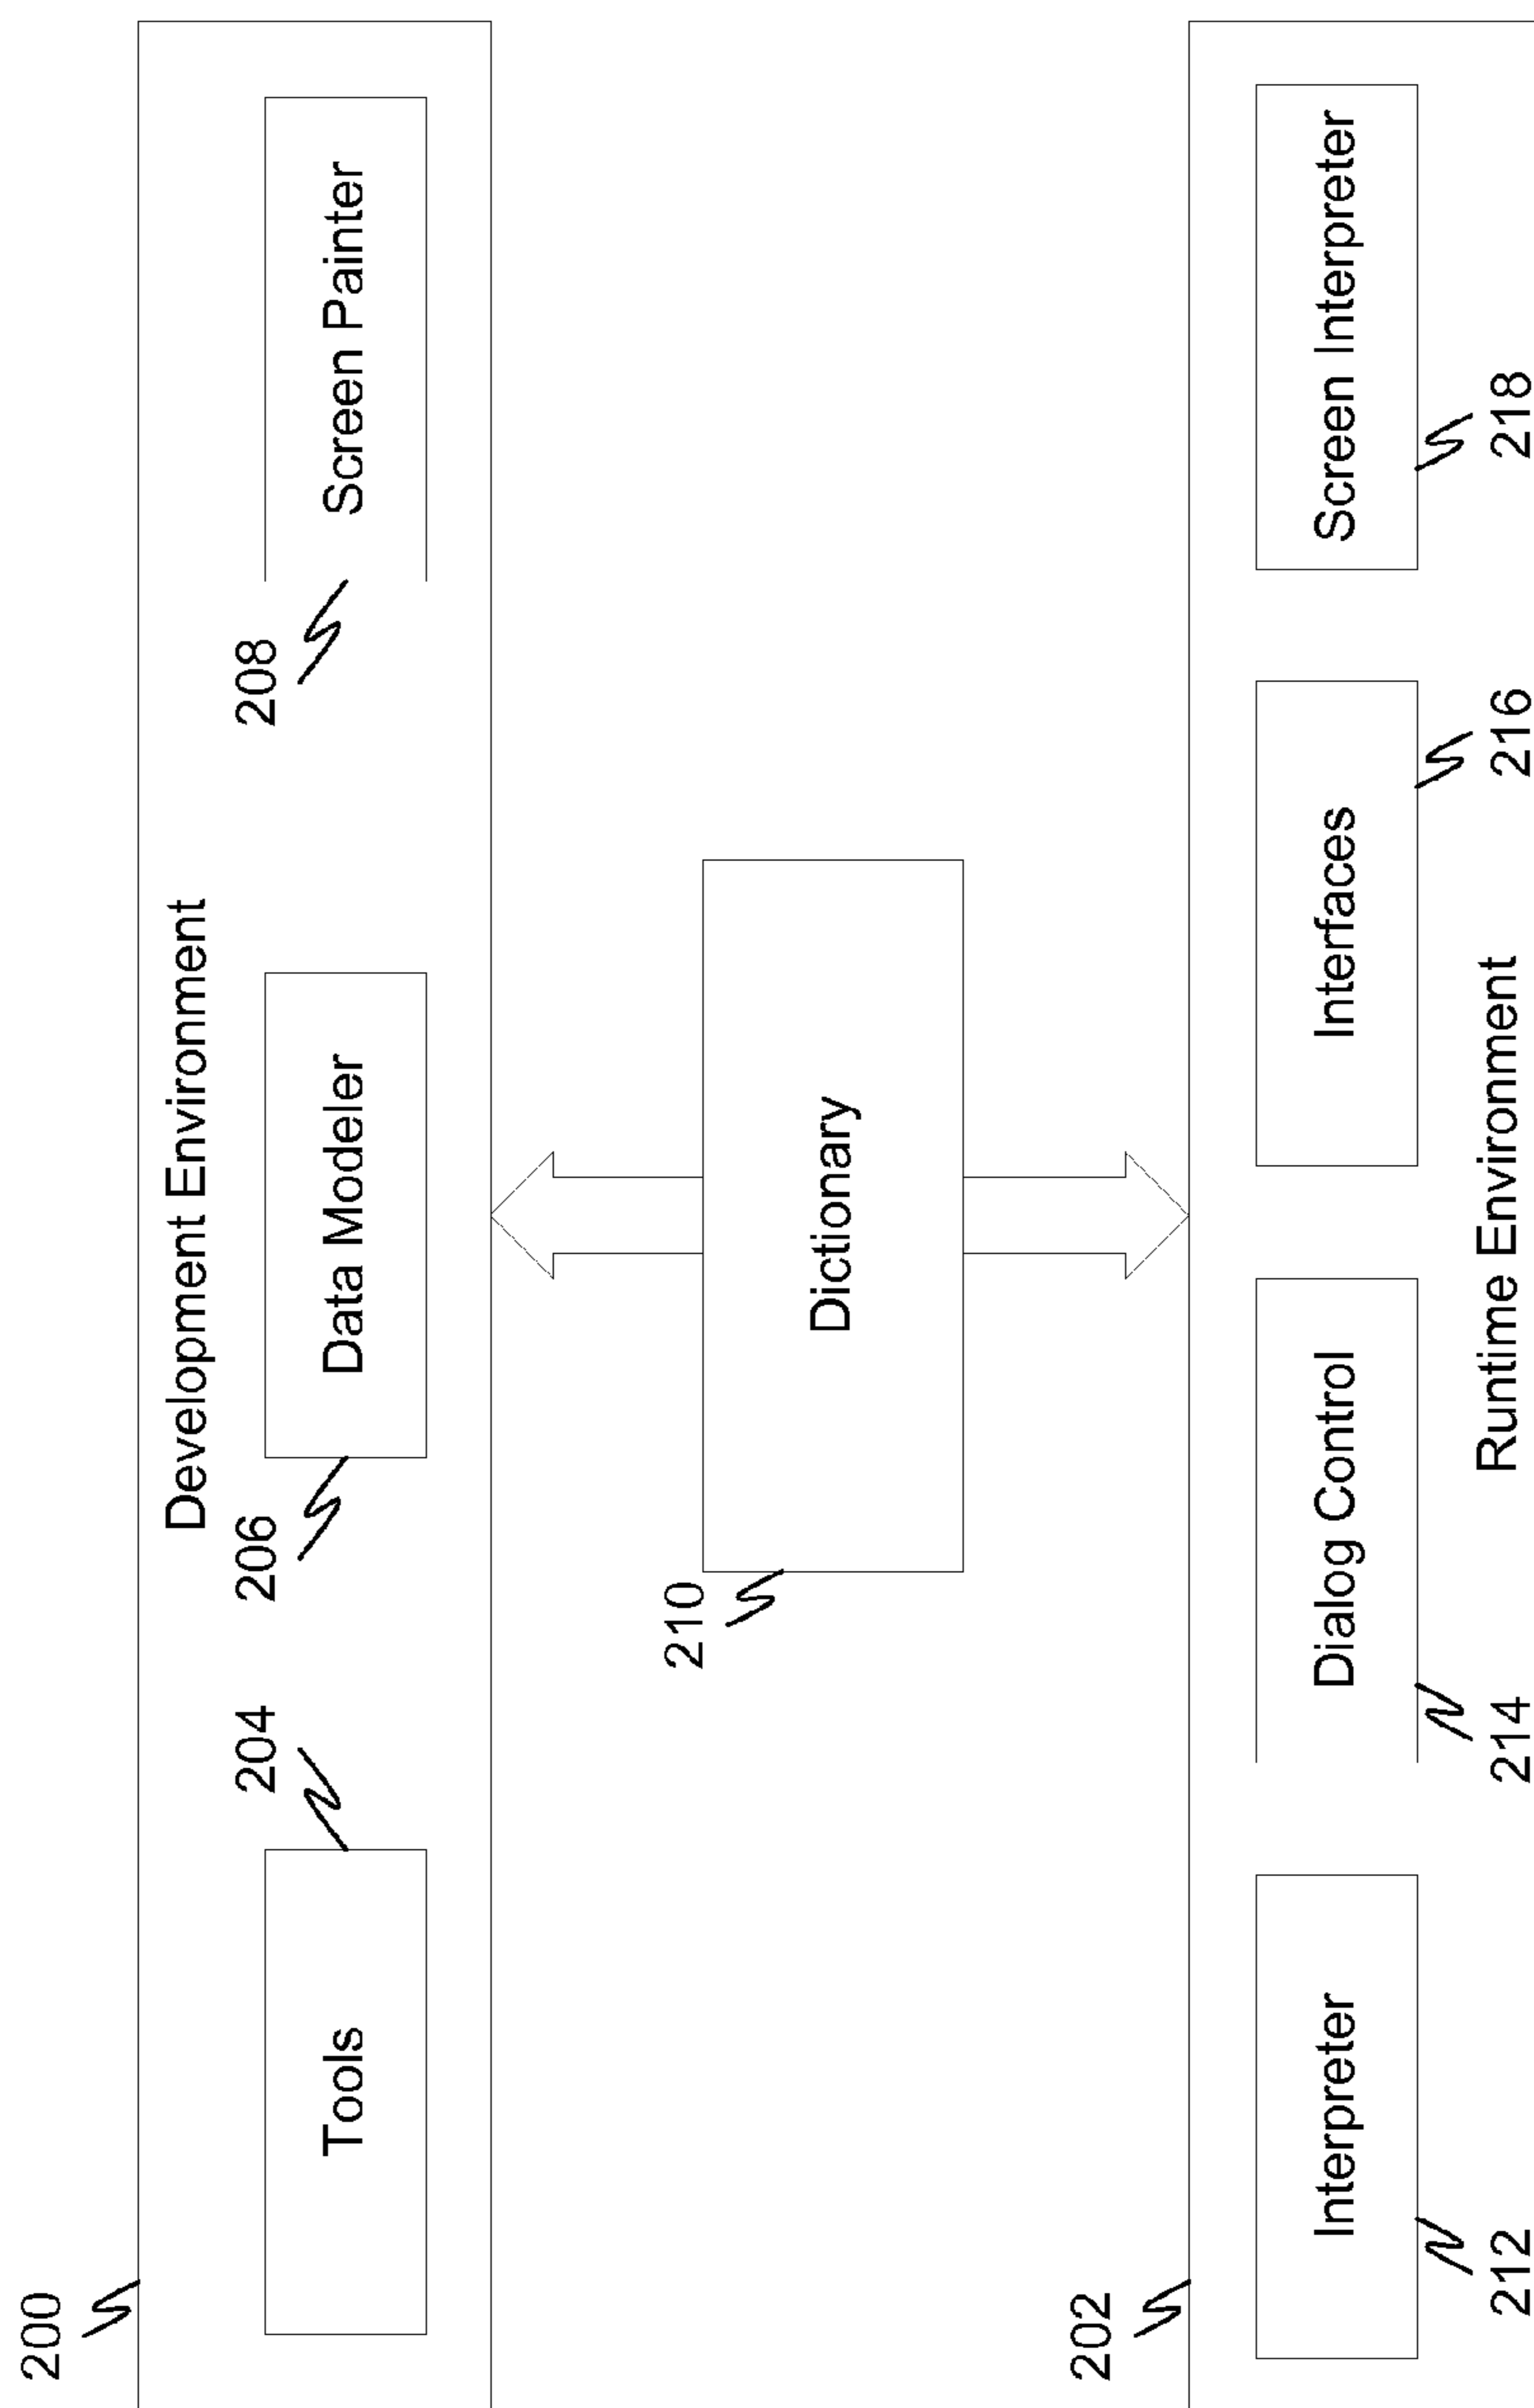 200
Development Environment
204
206
208
Tools
Data Modeler
Screen Painter
210
Dictionary
202
Interpreter
Dialog Control
Interfaces
Screen Interpreter
212
214
216
218
Runtime Environment